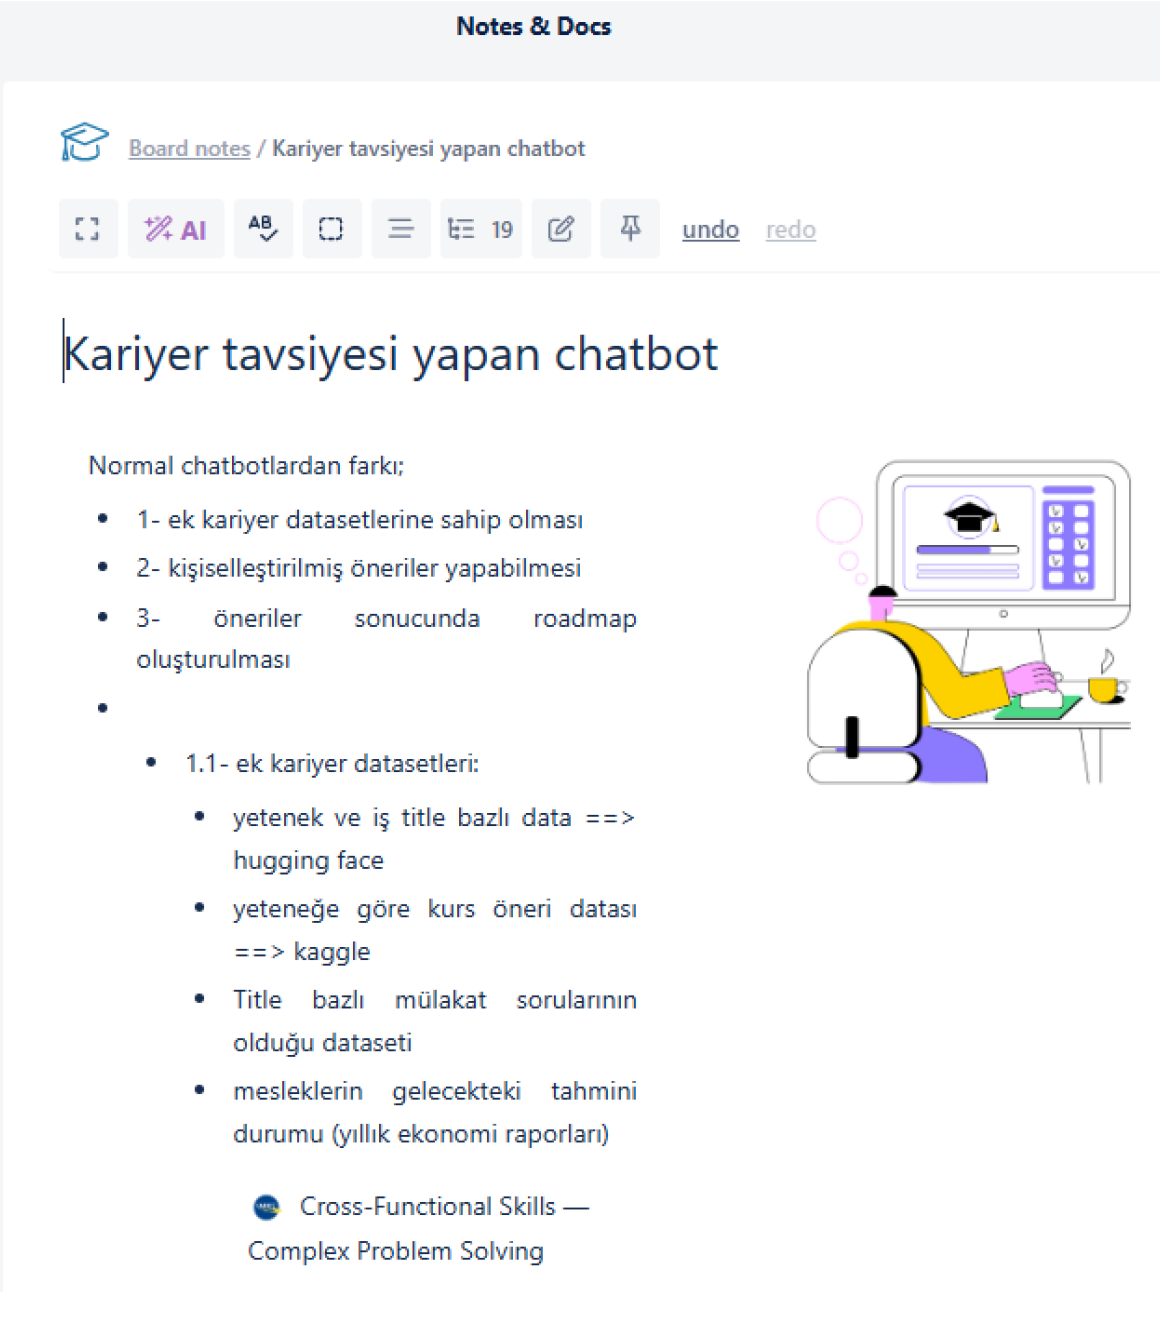 Notes & Docs
Board notes / Kariyer tavsiyesi yapan chatbot
AI AB 19 undo redo
Kariyer tavsiyesi yapan chatbot
Normal chatbotlardan farkı;
1- ek kariyer datasetlerine sahip olması
2- kişiselleştirilmiş öneriler yapabilmesi
3- öneriler sonucunda roadmap
oluşturulması
1.1- ek kariyer datasetleri:
yetenek ve iş title bazlı data ==>
hugging face
yeteneğe göre kurs öneri datası
==> kaggle
Title bazlı mülakat sorularının
olduğu dataseti
mesleklerin gelecekteki tahmini
durumu (yıllık ekonomi raporları)
Cross-Functional Skills —
Complex Problem Solving